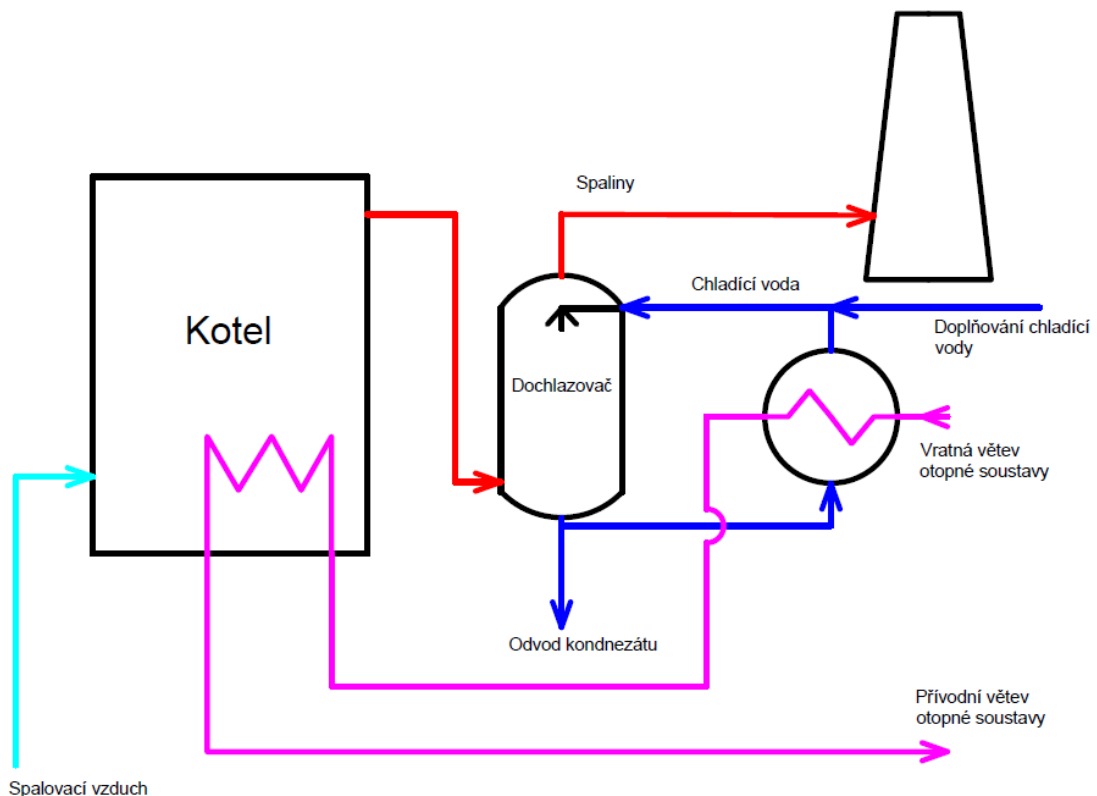 Spaliny
Chladící voda
Kotel
Doplňování chladící
vody
Dochlazovač
Vratná větev
otopné soustavy
Odvod kondnezátu
Přívodní větev
otopné soustavy
Spalovací vzduch